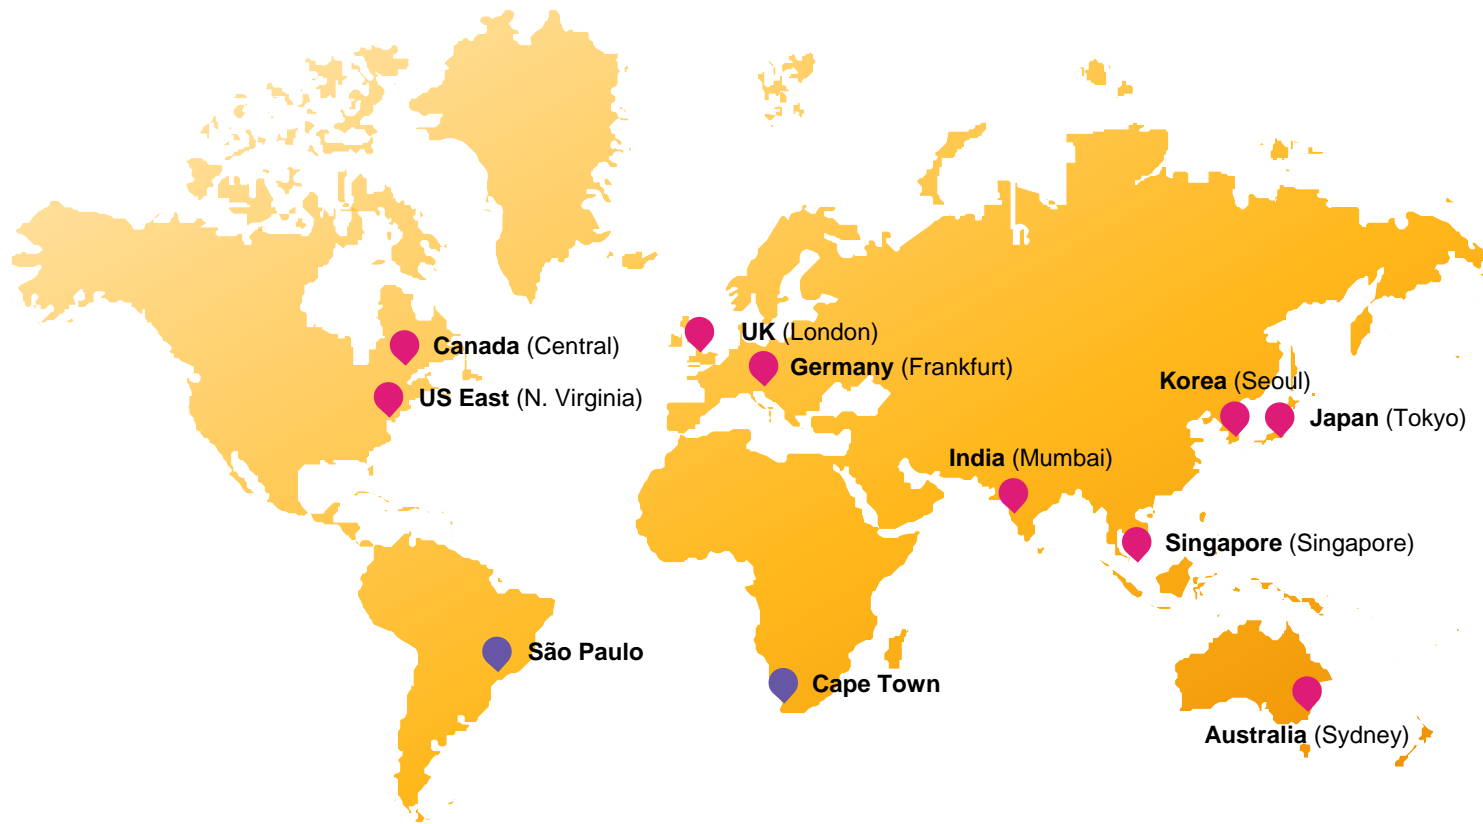 UK (London)
Canada (Central)
Germany (Frankfurt)
Korea (Seoul)
US East (N. Virginia)
Japan (Tokyo)
India (Mumbai)
Singapore (Singapore)
São Paulo
Cape Town
Australia (Sydney)